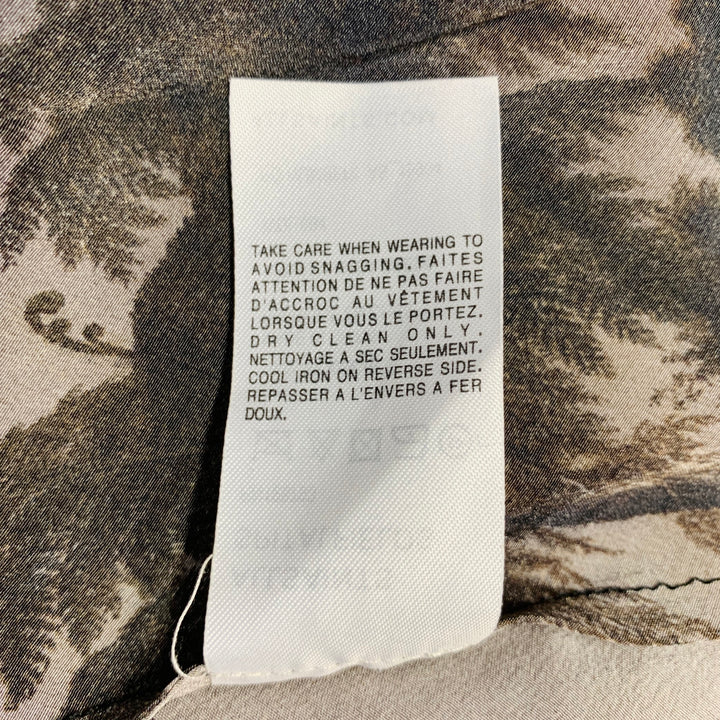 TAKE CARE WHEN WEARING TO
AVOID SNAGGING. FAITES
ATTENTION DE NE PAS FAIRE
D'ACCROC AU VÊTEMENT
LORSQUE VOUS LE PORTEZ.
DRY CLEAN ONLY.
NETTOYAGE A SEC SEULEMENT.
COOL IRON ON REVERSE SIDE.
REPASSER A L'ENVERS A FER
DOUX.